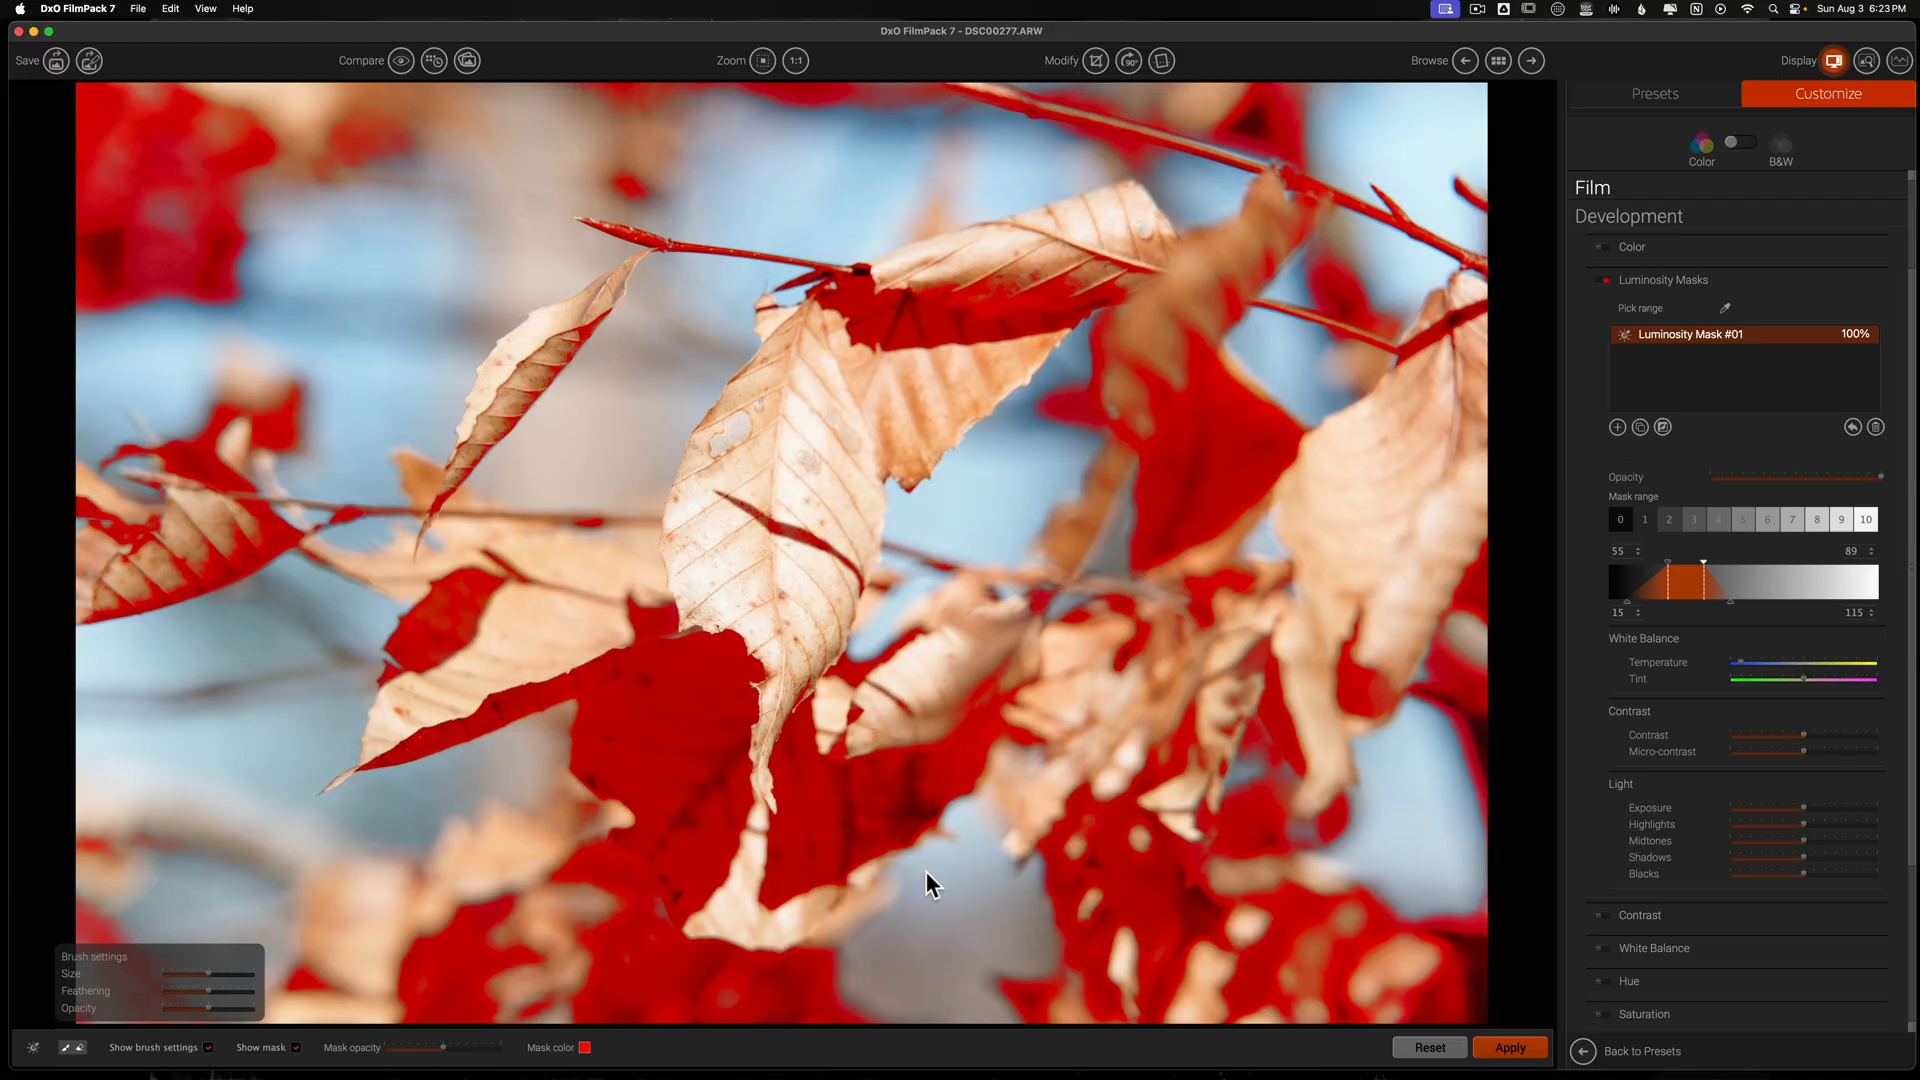 DxO FilmPack 7 File Edit View Help
Sun Aug 3 6:23 PM
DxO FilmPack 7 - DSC00277.ARW
Save Compare Zoom 1:1 Modify 90° Browse Display
Presets Customize
Color B&W
Film
Development
Color
Luminosity Masks
Pick range
Luminosity Mask #01 100%
Opacity
Mask range
0 1 2 3 4 5 6 7 8 9 10
55 89
15 115
White Balance
Temperature
Tint
Contrast
Contrast
Micro-contrast
Light
Exposure
Highlights
Midtones
Shadows
Blacks
Contrast
White Balance
Hue
Saturation
Back to Presets
Brush settings
Size
Feathering
Opacity
Show brush settings Show mask Mask opacity Mask color Reset Apply